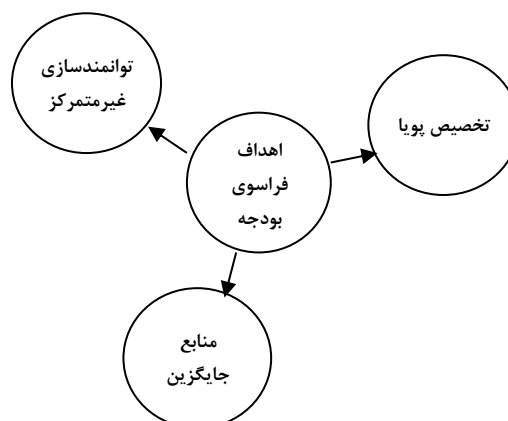 توانمندسازی
غیرمتمرکز
تخصیص پویا
اهداف
فراسوی
بودجه
منابع
جایگزین